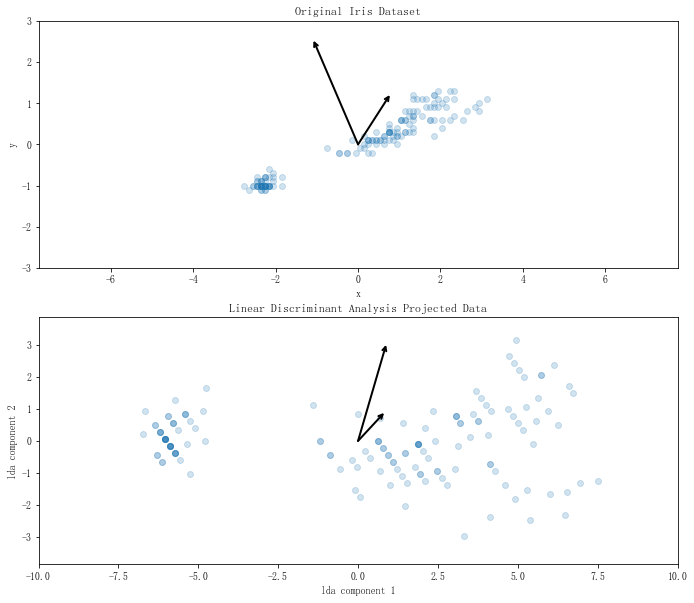 Original Iris Dataset
3
2
1
0
−1
−2
−3
y
−6 −4 −2 0 2 4 6
x
Linear Discriminant Analysis Projected Data
3
2
1
0
−1
−2
−3
lda component 2
−10.0 −7.5 −5.0 −2.5 0.0 2.5 5.0 7.5 10.0
lda component 1